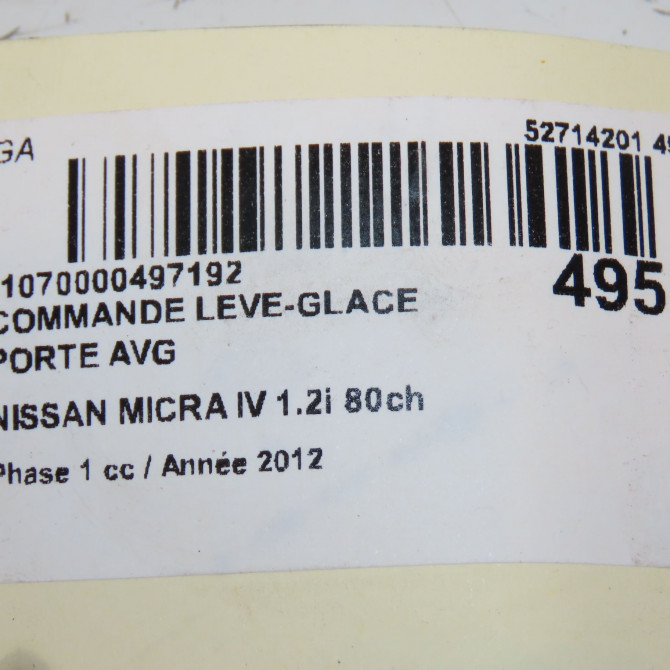 GA
52714201 49
1070000497192
495
COMMANDE LEVE-GLACE
PORTE AVG
NISSAN MICRA IV 1.2i 80ch
Phase 1 cc / Année 2012